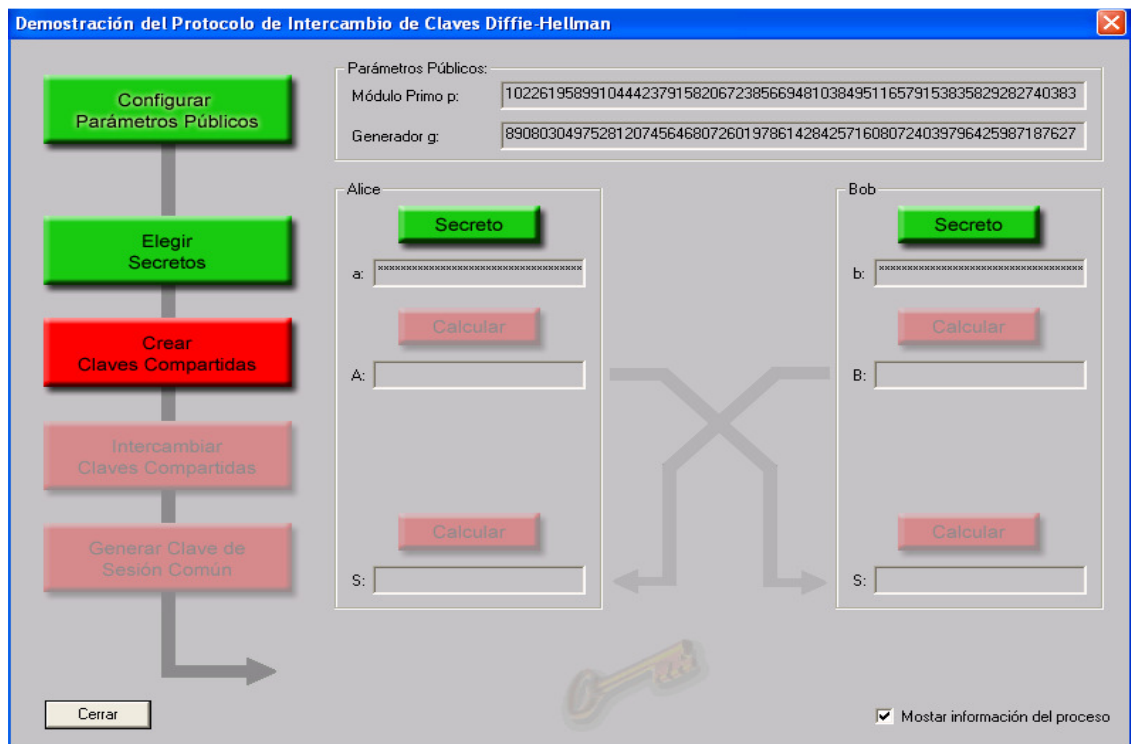 Demostración del Protocolo de Intercambio de Claves Diffie-Hellman
Configurar
Parámetros Públicos
Elegir
Secretos
Crear
Claves Compartidas
Intercambiar
Claves Compartidas
Generar Clave de
Sesión Común
Parámetros Públicos:
Módulo Primo p: 1022619589910444237915820672385669481038495116579153835829282740383
Generador g: 8908030497528120745646807260197861428425716080724039796425987187627
Alice
Secreto
a: *************************************
Calcular
A:
Calcular
S:
Bob
Secreto
b: *************************************
Calcular
B:
Calcular
S:
Cerrar
Mostar información del proceso